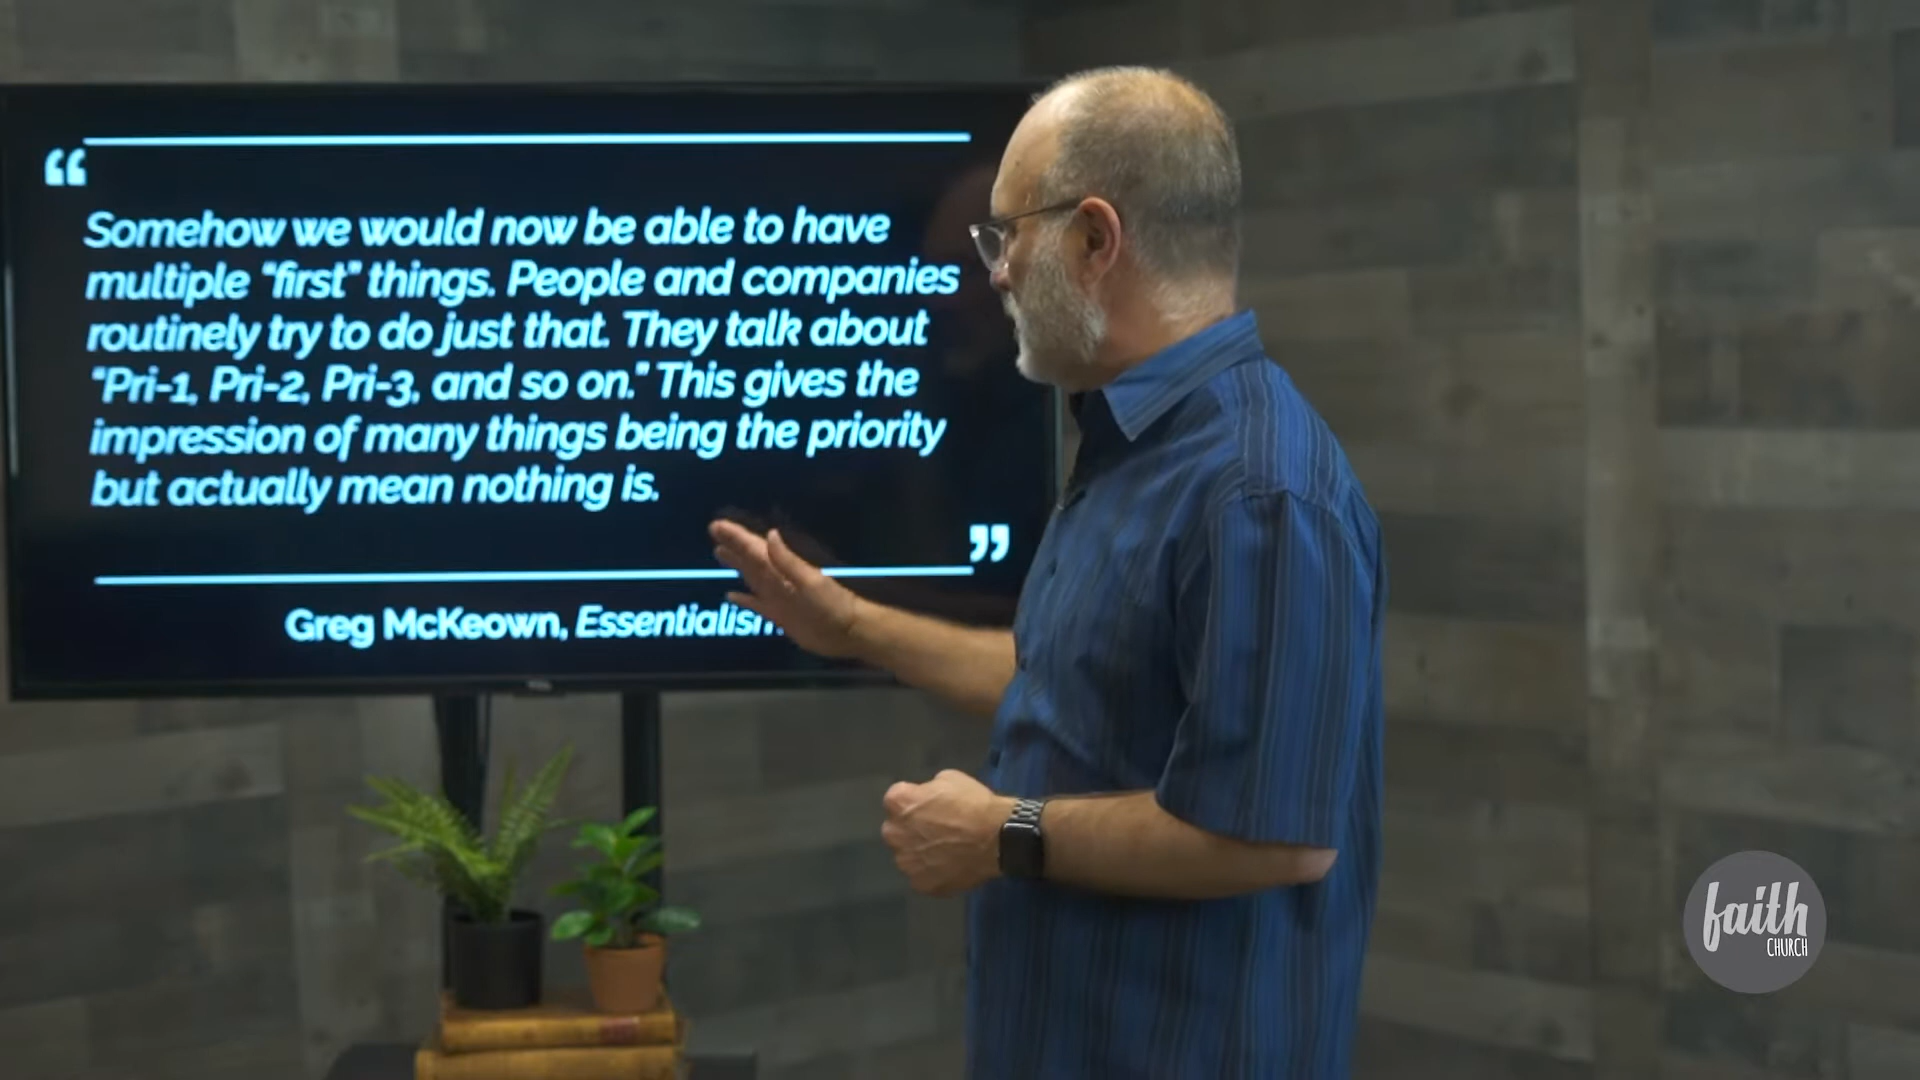 “
Somehow we would now be able to have
multiple “first” things. People and companies
routinely try to do just that. They talk about
“Pri-1, Pri-2, Pri-3, and so on.” This gives the
impression of many things being the priority
but actually mean nothing is.
”
Greg McKeown, Essentialism
faith
CHURCH